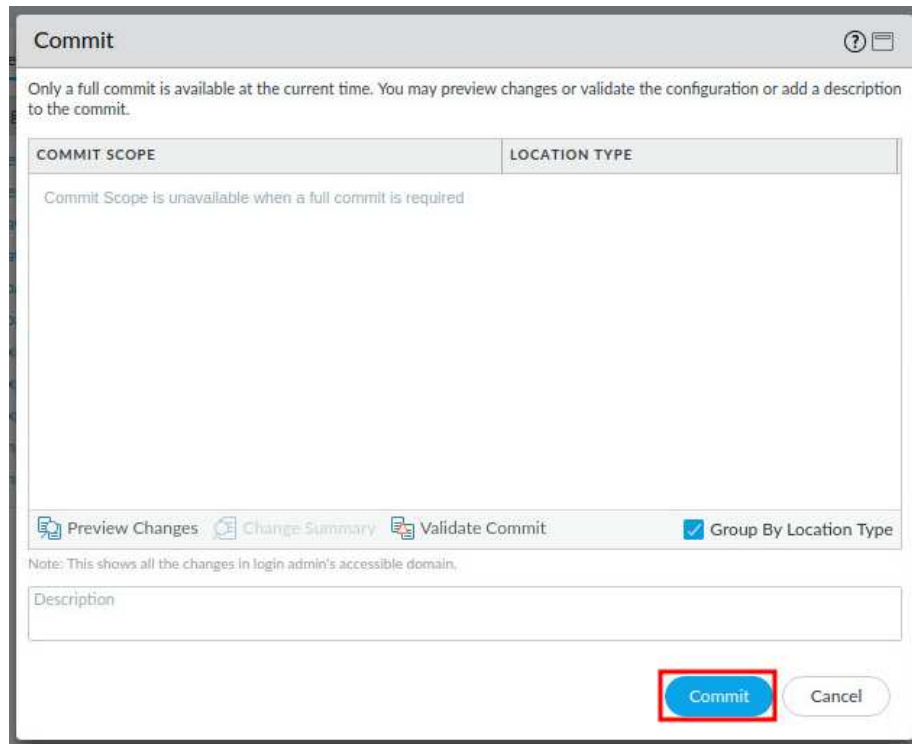 Commit
Only a full commit is available at the current time. You may preview changes or validate the configuration or add a description
to the commit.
COMMIT SCOPE LOCATION TYPE
Commit Scope is unavailable when a full commit is required
Preview Changes Change Summary Validate Commit Group By Location Type
Note: This shows all the changes in login admin's accessible domain.
Description
Commit Cancel